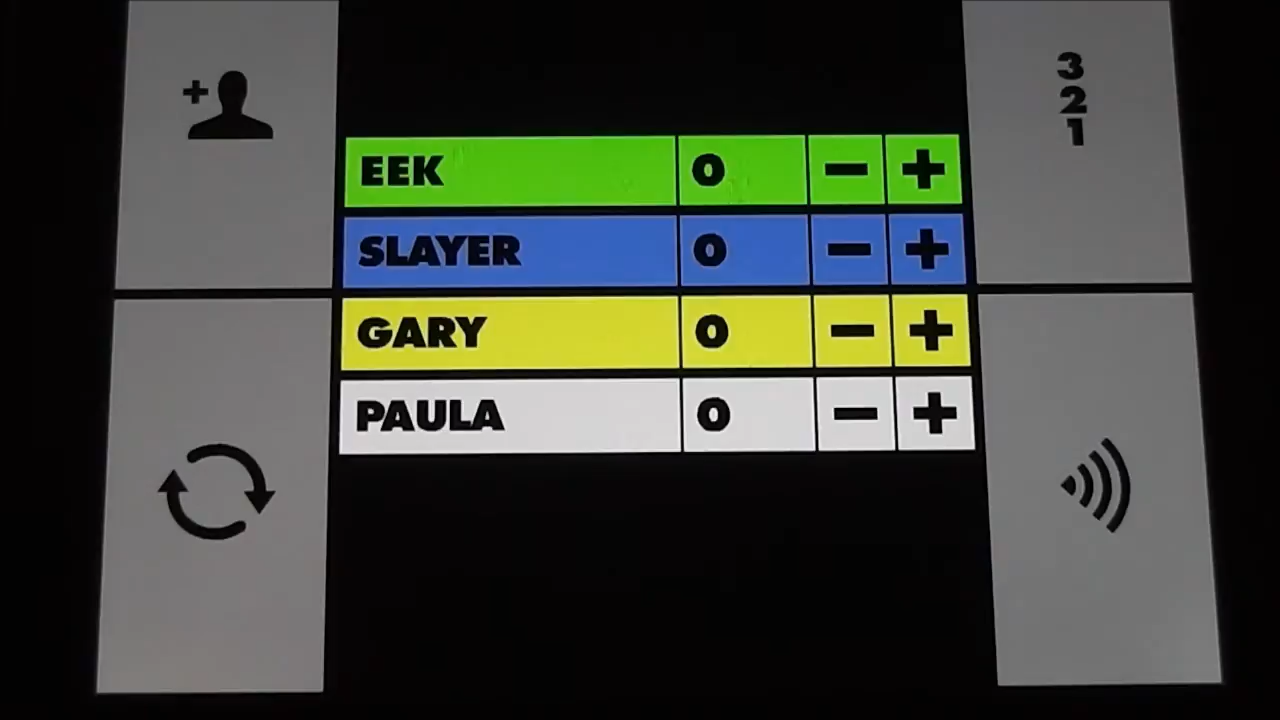 3
2
1
EEK 0 − +
SLAYER 0 − +
GARY 0 − +
PAULA 0 − +